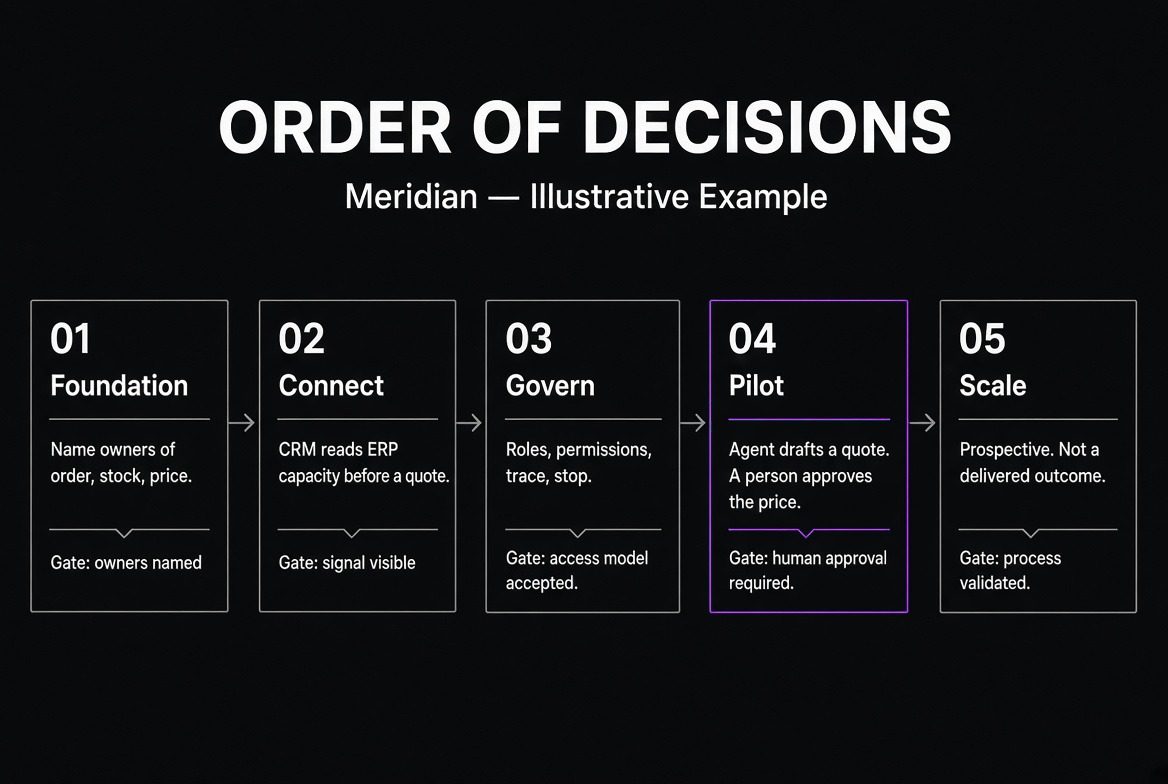 ORDER OF DECISIONS
Meridian — Illustrative Example
01
Foundation
Name owners of
order, stock, price.
Gate: owners named
02
Connect
CRM reads ERP
capacity before a quote.
Gate: signal visible
03
Govern
Roles, permissions,
trace, stop.
Gate: access model
accepted.
04
Pilot
Agent drafts a quote.
A person approves
the price.
Gate: human approval
required.
05
Scale
Prospective. Not a
delivered outcome.
Gate: process
validated.